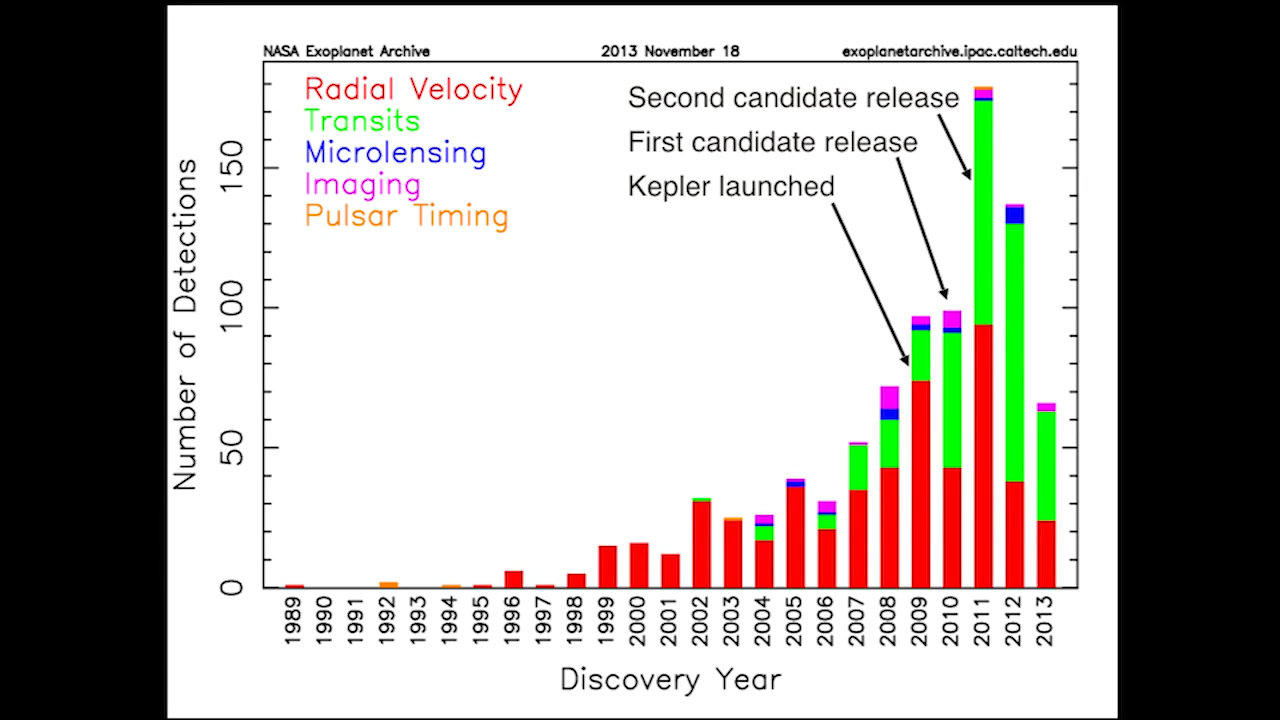 NASA Exoplanet Archive 2013 November 18 exoplanetarchive.ipac.caltech.edu
Radial Velocity
Transits
Microlensing
Imaging
Pulsar Timing
Second candidate release
First candidate release
Kepler launched
Number of Detections
150
100
50
0
1989 1990 1991 1992 1993 1994 1995 1996 1997 1998 1999 2000 2001 2002 2003 2004 2005 2006 2007 2008 2009 2010 2011 2012 2013
Discovery Year